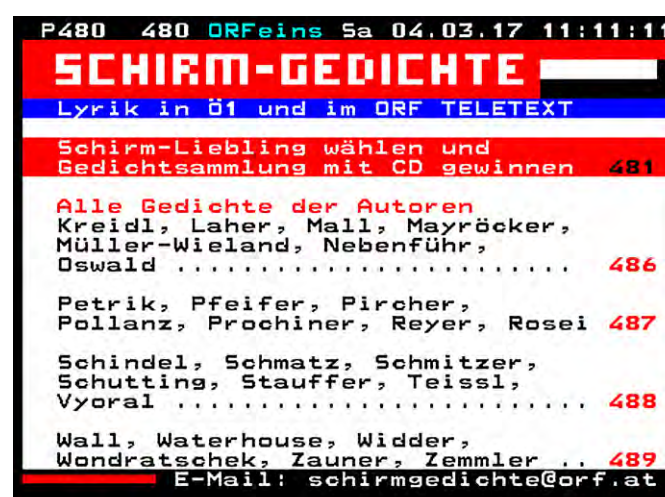 P480 480 ORFeins Sa 04.03.17 11:11:11
SCHIRM-GEDICHTE
Lyrik in Ö1 und im ORF TELETEXT
Schirm-Liebling wählen und
Gedichtsammlung mit CD gewinnen 481
Alle Gedichte der Autoren
Kreidl, Laher, Mall, Mayröcker,
Müller-Wieland, Nebenführ,
Oswald ........................ 486
Petrik, Pfeifer, Pircher,
Pollanz, Prochiner, Reyer, Rosei 487
Schindel, Schmatz, Schmitzer,
Schutting, Stauffer, Teissl,
Vyoral ......................... 488
Wall, Waterhouse, Widder,
Wondratschek, Zauner, Zemmler .. 489
E-Mail: schirmgedichte@orf.at